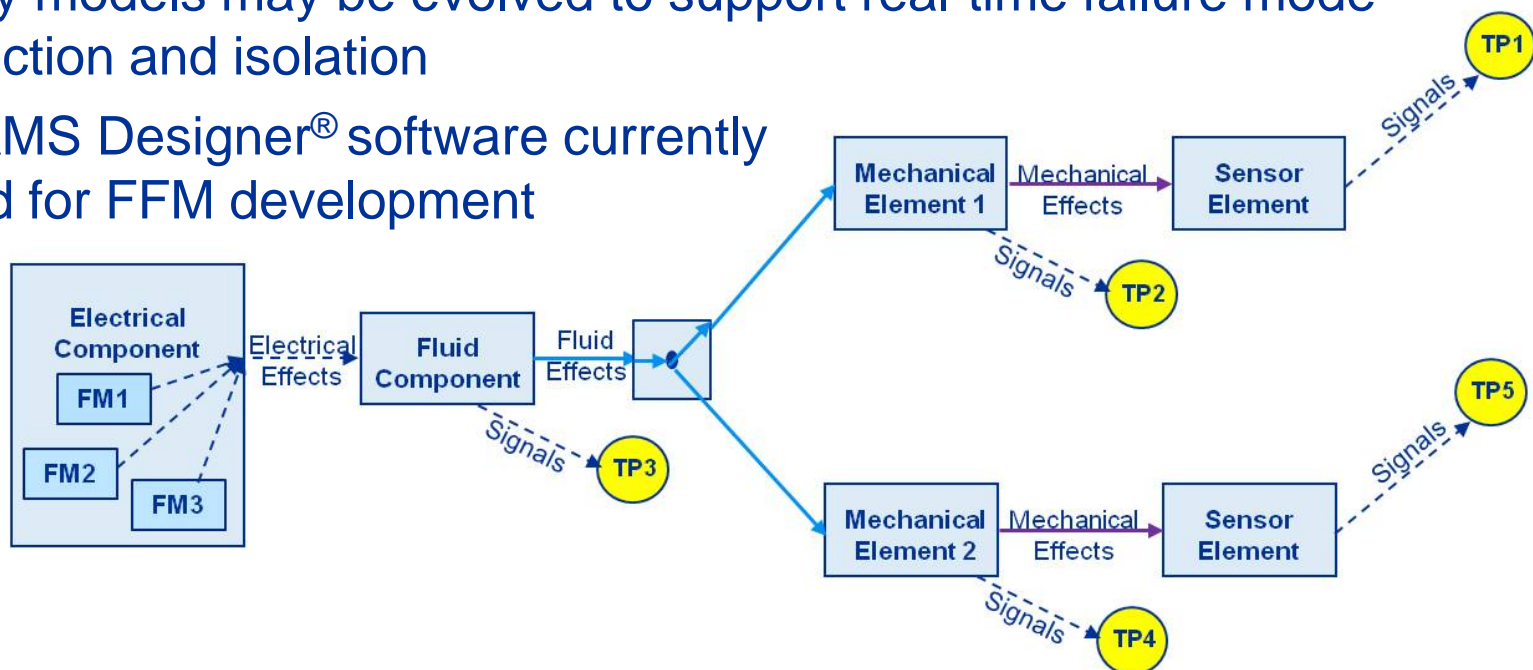 models may be evolved to support real-time failure mode
and isolation
Designer® software currently
for FFM development
TP1
Signals
Mechanical
Element 1
Mechanical
Effects
Sensor
Element
Signals
TP2
Electrical
Component
FM1
FM2
FM3
Electrical
Effects
Fluid
Component
Fluid
Effects
Signals
TP3
TP5
Signals
Mechanical
Element 2
Mechanical
Effects
Sensor
Element
Signals
TP4